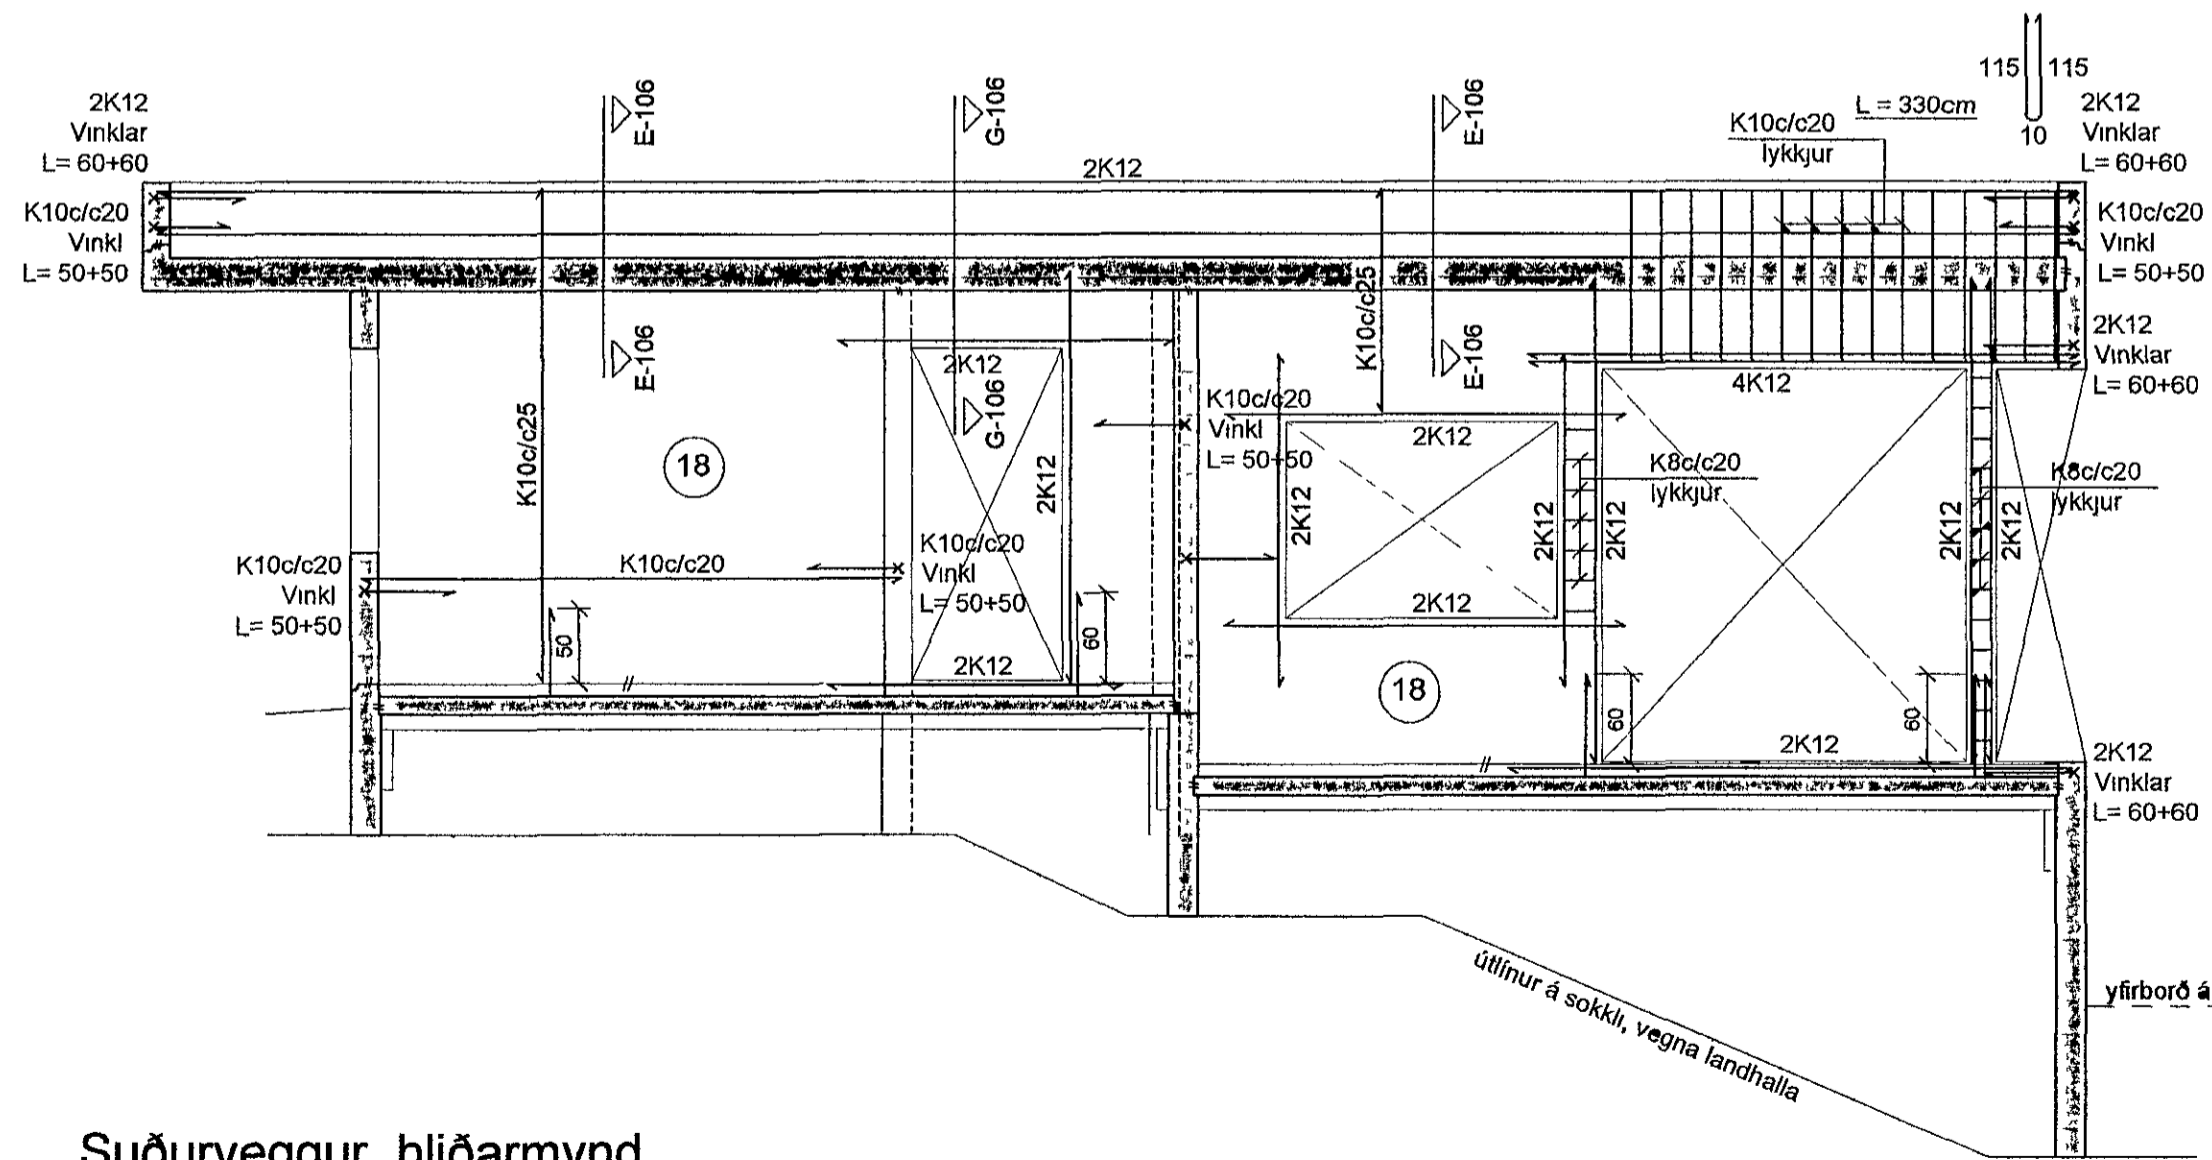 2K12
Vinklar
L= 60+60
K10c/c20
Vinkl
L= 50+50
E-106
G-106
E-106
2K12
K10c/c20
lykkjur
L = 330cm
115
115
10
2K12
Vinklar
L= 60+60
K10c/c20
Vinkl
L= 50+50
2K12
Vinklar
L= 60+60
E-106
G-106
E-106
K10c/c25
K10c/c25
18
2K12
2K12
2K12
K10c/c20
Vinkl
L= 50+50
K10c/c20
K10c/c20
Vinkl
L= 50+50
K10c/c20
Vinkl
L= 50+50
50
60
2K12
2K12
2K12
2K12
18
K8c/c20
lykkjur
4K12
2K12
2K12
2K12
2K12
K8c/c20
lykkjur
60
60
2K12
Vinklar
L= 60+60
útlínur á sokkli, vegna landhalla
yfirborð á
Suðurveggur, hliðarmynd